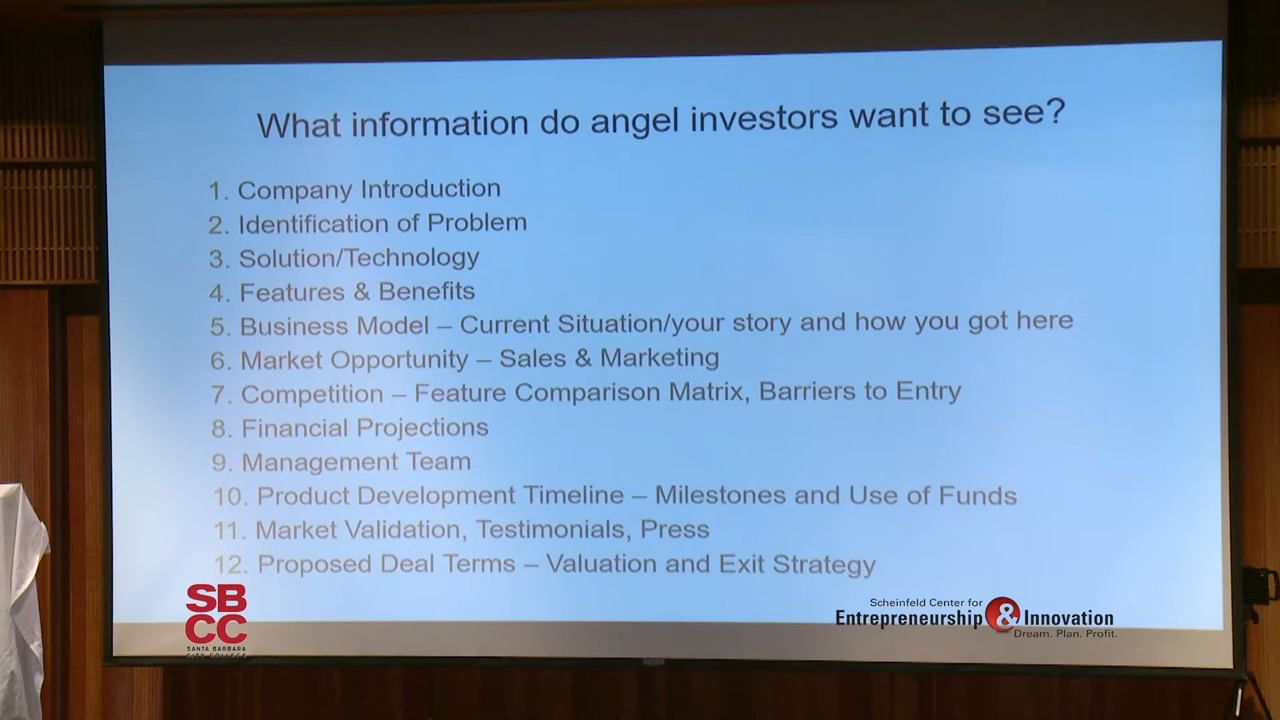 What information do angel investors want to see?
1. Company Introduction
2. Identification of Problem
3. Solution/Technology
4. Features & Benefits
5. Business Model – Current Situation/your story and how you got here
6. Market Opportunity – Sales & Marketing
7. Competition – Feature Comparison Matrix, Barriers to Entry
8. Financial Projections
9. Management Team
10. Product Development Timeline – Milestones and Use of Funds
11. Market Validation, Testimonials, Press
12. Proposed Deal Terms – Valuation and Exit Strategy
SB
CC
SANTA BARBARA
CITY COLLEGE
Scheinfeld Center for
Entrepreneurship & Innovation
Dream. Plan. Profit.